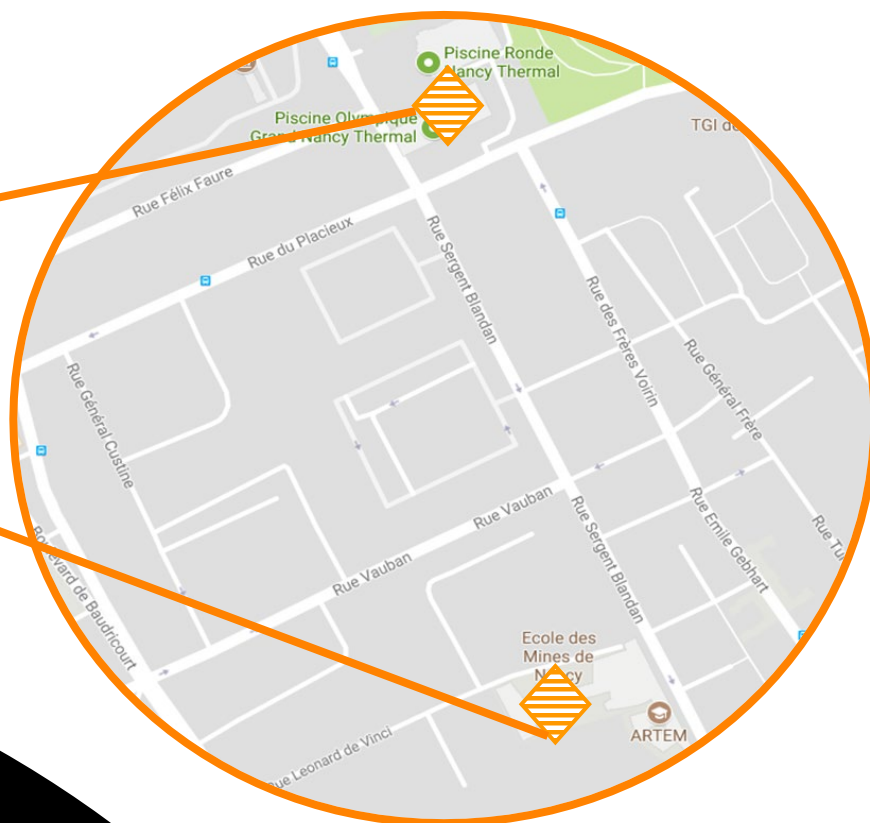 Piscine Ronde
Nancy Thermal
Piscine Olympique
Grand Nancy Thermal
TGI de
Rue Félix Faure
Rue du Placieux
Rue Sergent Blandan
Rue des Frères Voirin
Rue Général Frère
Rue Général Custine
Rue Vauban
Rue Vauban
Rue Sergent Blandan
Rue Emile Gebhart
Boulevard de Baudricourt
Ecole des
Mines de
Nancy
ARTEM
Rue Leonard de Vinci